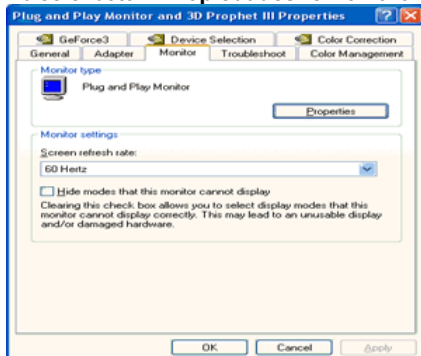 Plug and Play Monitor and 3D Prophet III Properties
GeForce3 Device Selection Color Correction
General Adapter Monitor Troubleshoot Color Management
Monitor type
Plug and Play Monitor
Properties
Monitor settings
Screen refresh rate:
60 Hertz
Hide modes that this monitor cannot display
Clearing this check box allows you to select display modes that this
monitor cannot display correctly. This may lead to an unusable display
and/or damaged hardware.
OK Cancel Apply